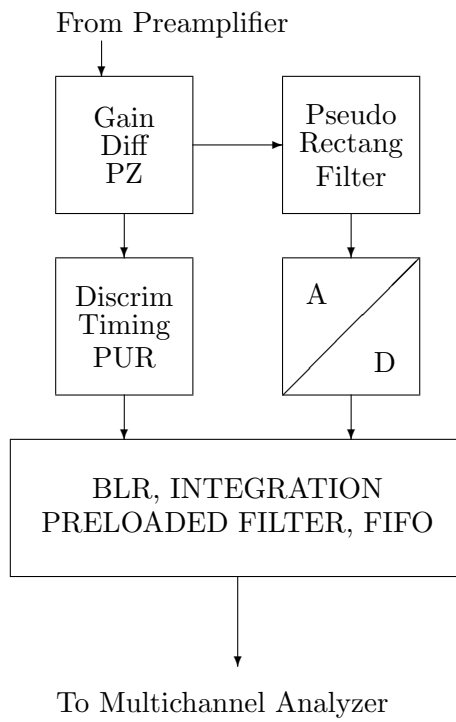 From Preamplifier
Gain
Diff
PZ
Pseudo
Rectang
Filter
Discrim
Timing
PUR
A
D
BLR, INTEGRATION
PRELOADED FILTER, FIFO
To Multichannel Analyzer